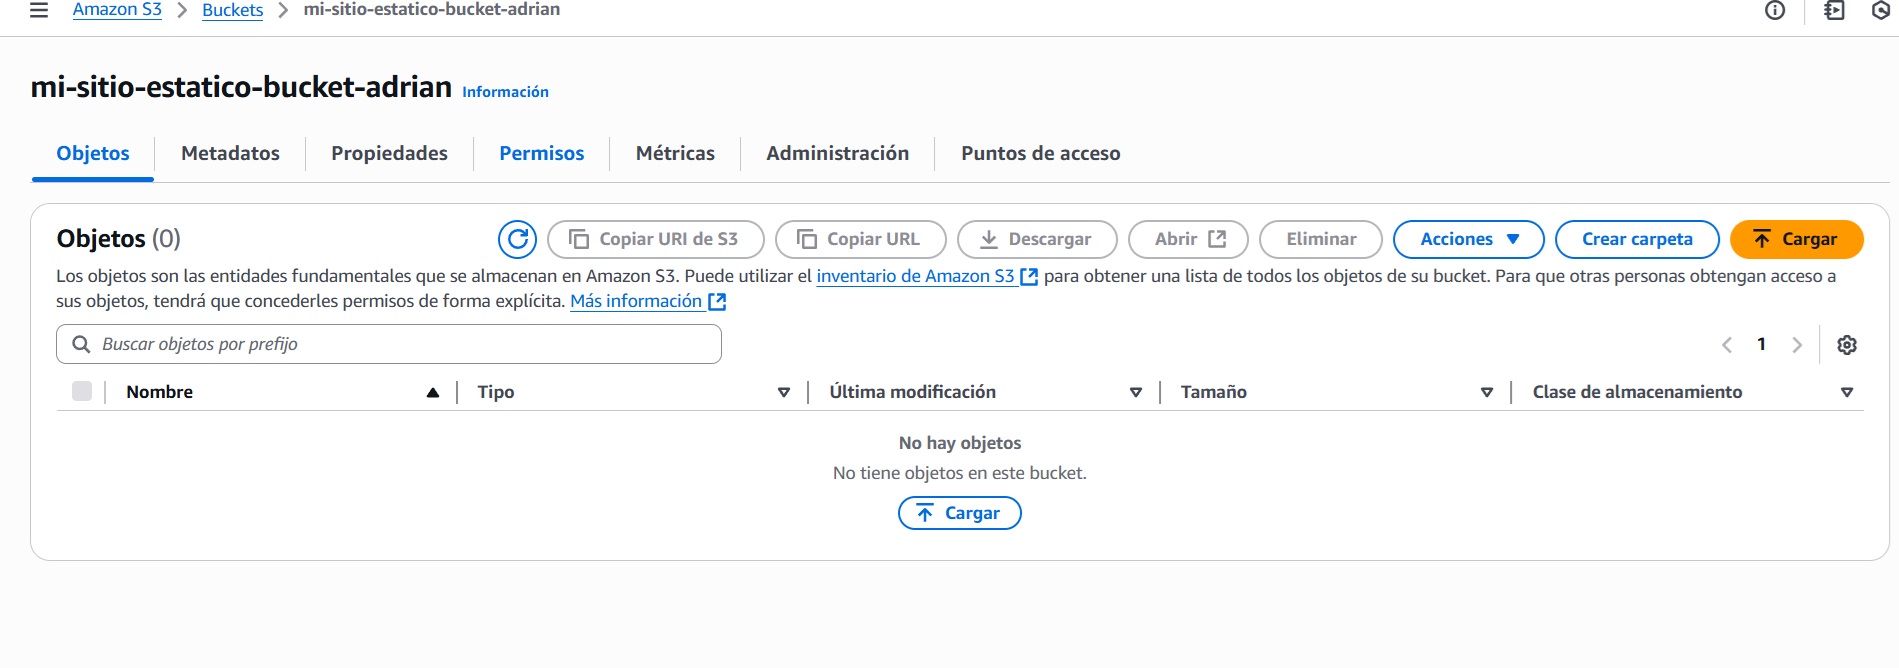 Amazon S3 > Buckets > mi-sitio-estatico-bucket-adrian
mi-sitio-estatico-bucket-adrian Información
Objetos Metadatos Propiedades Permisos Métricas Administración Puntos de acceso
Objetos (0) Copiar URI de S3 Copiar URL Descargar Abrir Eliminar Acciones Crear carpeta Cargar
Los objetos son las entidades fundamentales que se almacenan en Amazon S3. Puede utilizar el inventario de Amazon S3 para obtener una lista de todos los objetos de su bucket. Para que otras personas obtengan acceso a
sus objetos, tendrá que concederles permisos de forma explícita. Más información
Buscar objetos por prefijo 1
Nombre Tipo Última modificación Tamaño Clase de almacenamiento
No hay objetos
No tiene objetos en este bucket.
Cargar